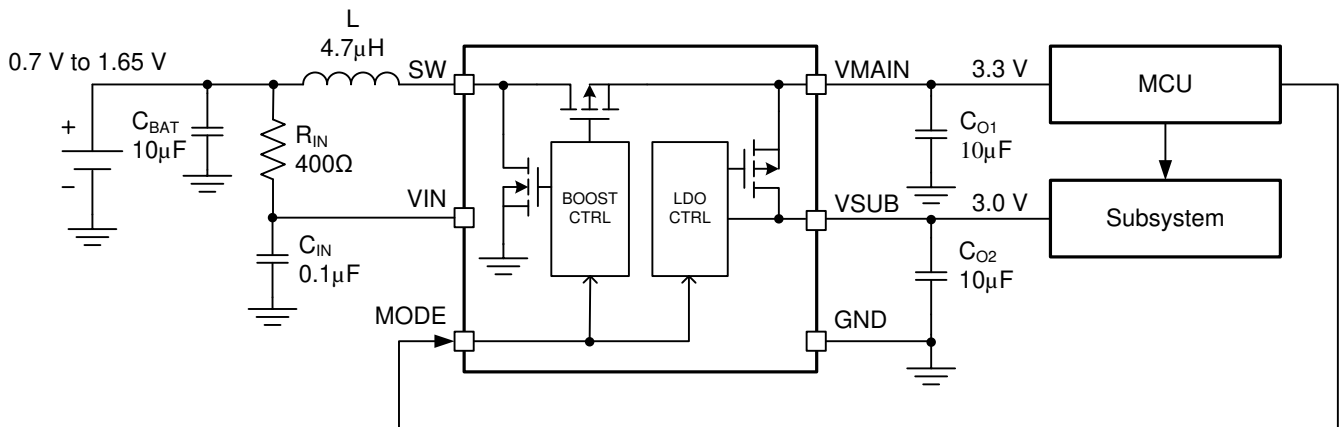 L
4.7µH
0.7 V to 1.65 V
SW
VMAIN
3.3 V
MCU
+
−
CBAT
10µF
RIN
400Ω
CO1
10µF
VIN
BOOST
CTRL
LDO
CTRL
VSUB
3.0 V
Subsystem
CIN
0.1µF
CO2
10µF
MODE
GND